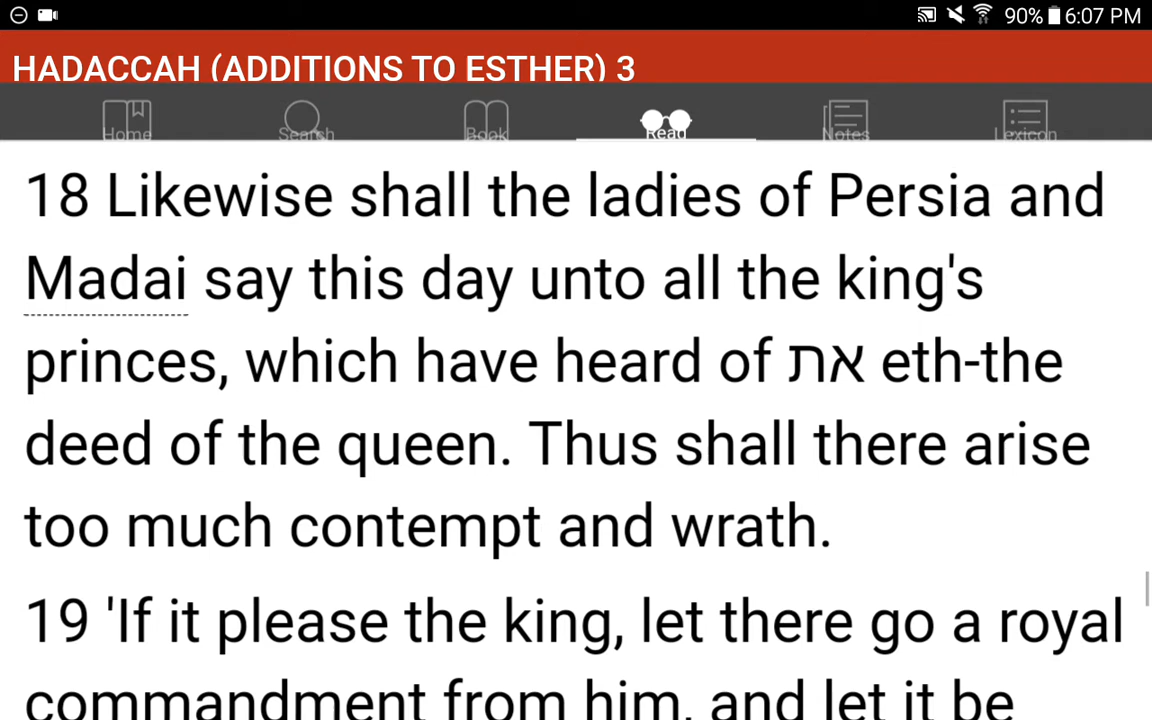 90% 6:07 PM
HADACCAH (ADDITIONS TO ESTHER) 3
Home Search Book Read Notes Lexicon
18 Likewise shall the ladies of Persia and
Madai say this day unto all the king's
princes, which have heard of את eth-the
deed of the queen. Thus shall there arise
too much contempt and wrath.
19 'If it please the king, let there go a royal
commandment from him, and let it be